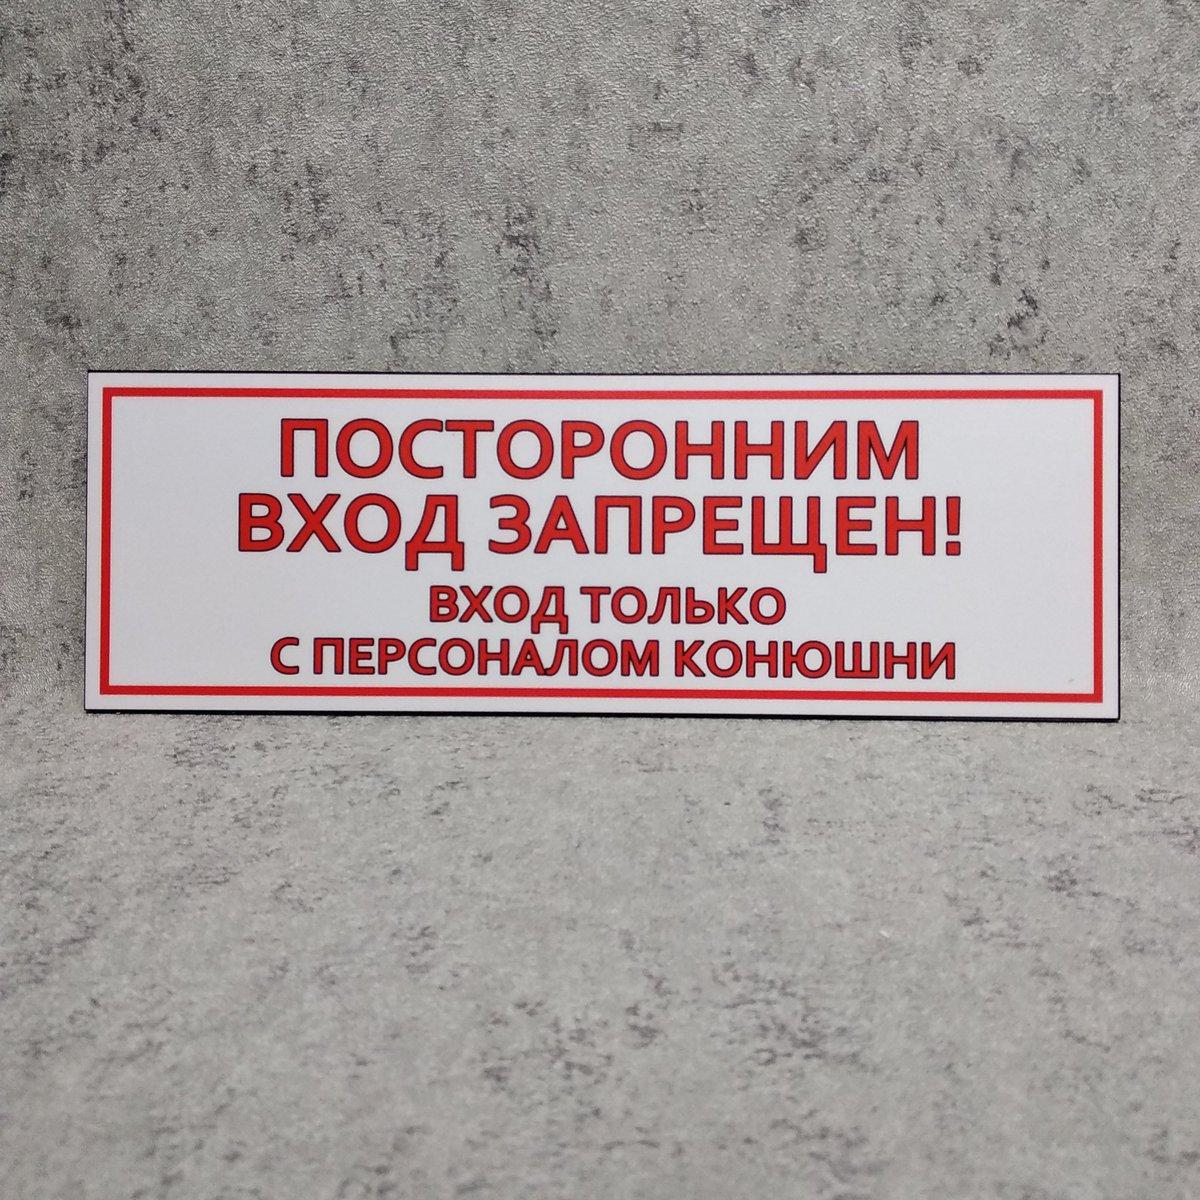 ПОСТОРОННИМ
ВХОД ЗАПРЕЩЕН!
ВХОД ТОЛЬКО
С ПЕРСОНАЛОМ КОНЮШНИ